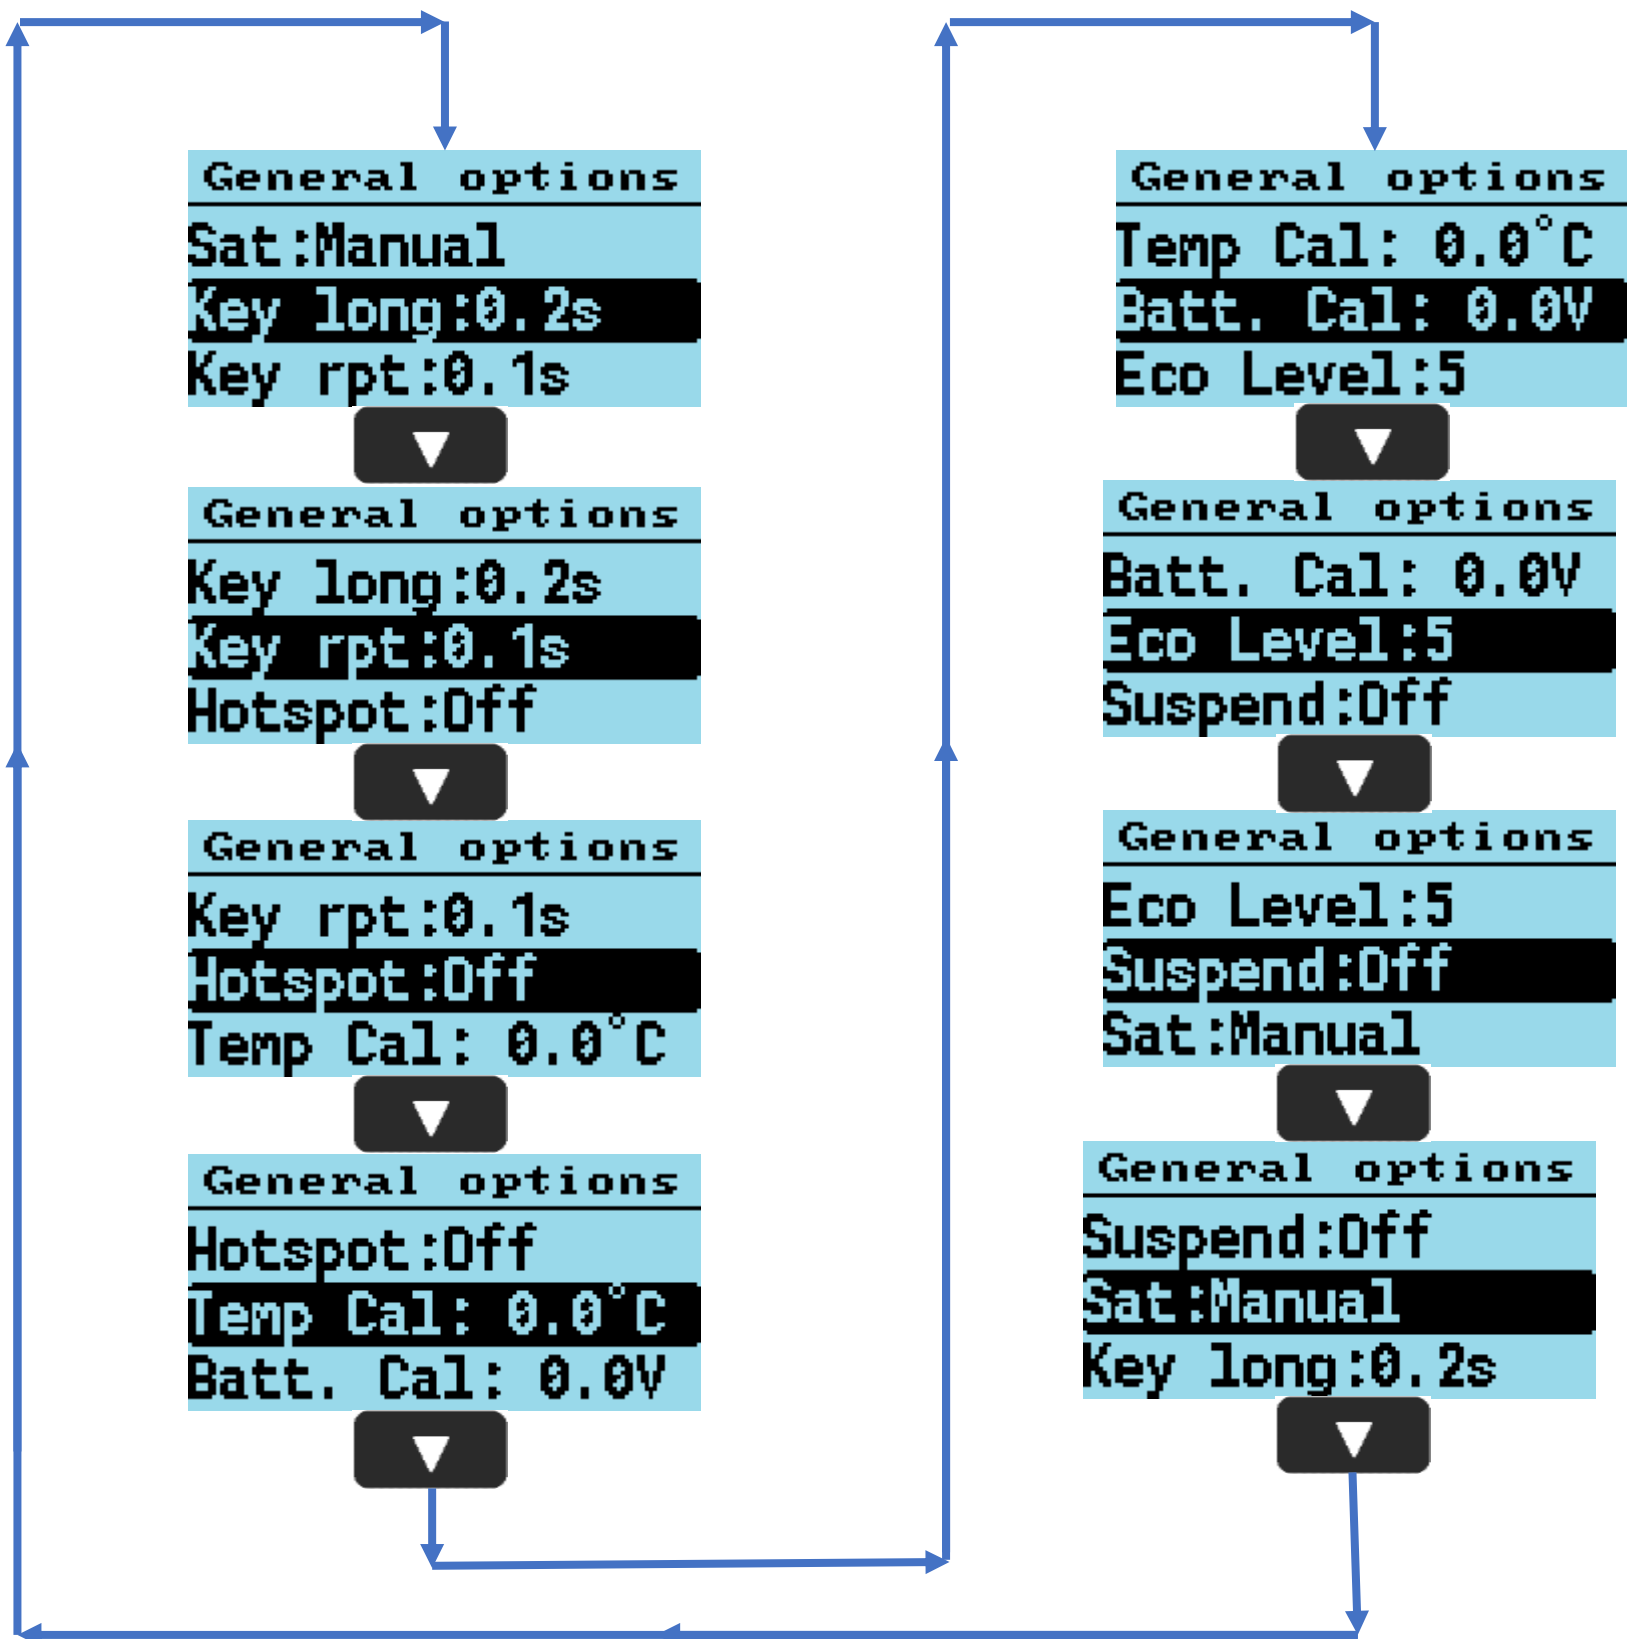 General options
Sat:Manual
Key long:0.2s
Key rpt:0.1s
General options
Key long:0.2s
Key rpt:0.1s
Hotspot:Off
General options
Key rpt:0.1s
Hotspot:Off
Temp Cal: 0.0°C
General options
Hotspot:Off
Temp Cal: 0.0°C
Batt. Cal: 0.0V
General options
Temp Cal: 0.0°C
Batt. Cal: 0.0V
Eco Level:5
General options
Batt. Cal: 0.0V
Eco Level:5
Suspend:Off
General options
Eco Level:5
Suspend:Off
Sat:Manual
General options
Suspend:Off
Sat:Manual
Key long:0.2s